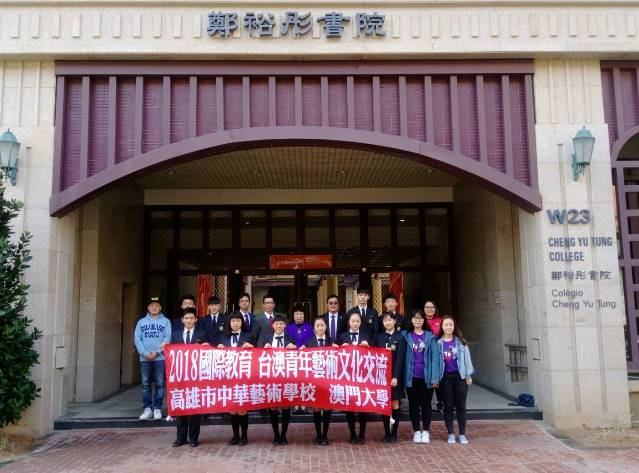 鄭裕彤書院
W23
CHENG YU TUNG
COLLEGE
鄭裕彤書院
Colégio
Cheng Yu Tung
2018國際教育 台澳青年藝術文化交流
高雄市中華藝術學校 澳門大學